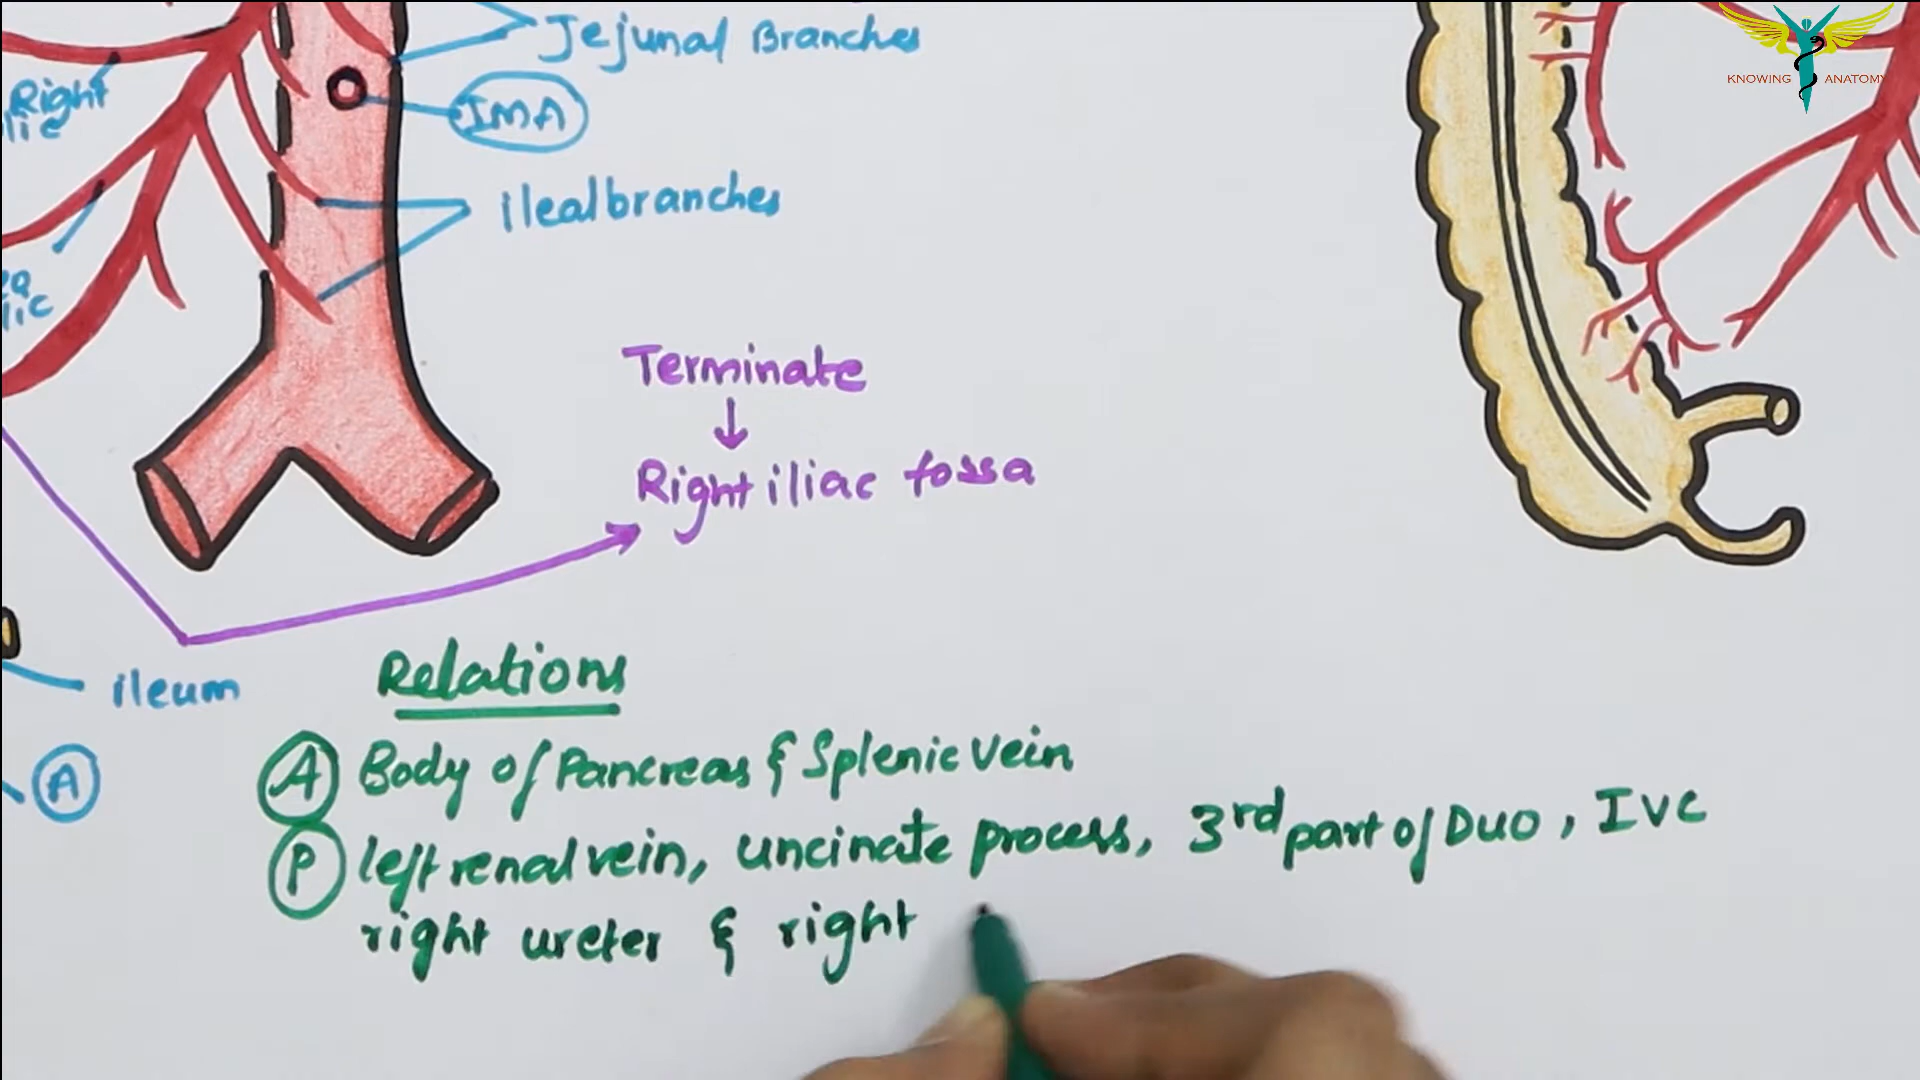 Jejunal Branches
Right
lic
IMA
ilealbranches
lic
Terminate
Right iliac fossa
ileum
Relations
A Body of Pancreas & Splenic Vein
A
P left renal vein, uncinate process, 3rd part of Duo, IVC
right ureter & right
KNOWING ANATOMY